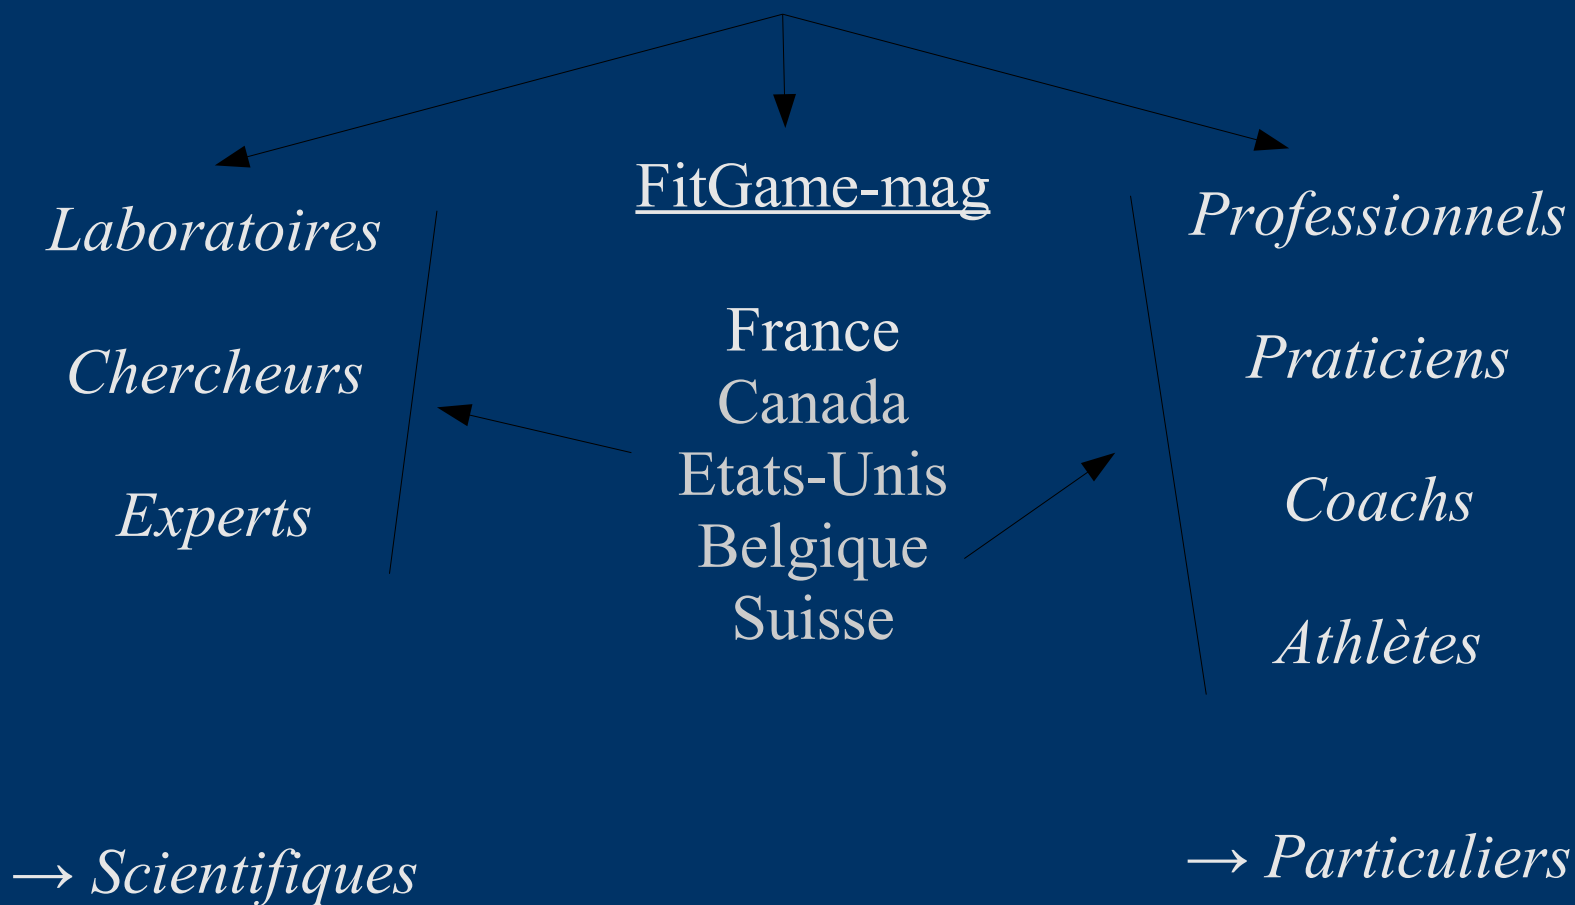 Laboratoires
Chercheurs
Experts
→ Scientifiques
FitGame-mag
France
Canada
Etats-Unis
Belgique
Suisse
Professionnels
Praticiens
Coachs
Athlètes
→ Particuliers